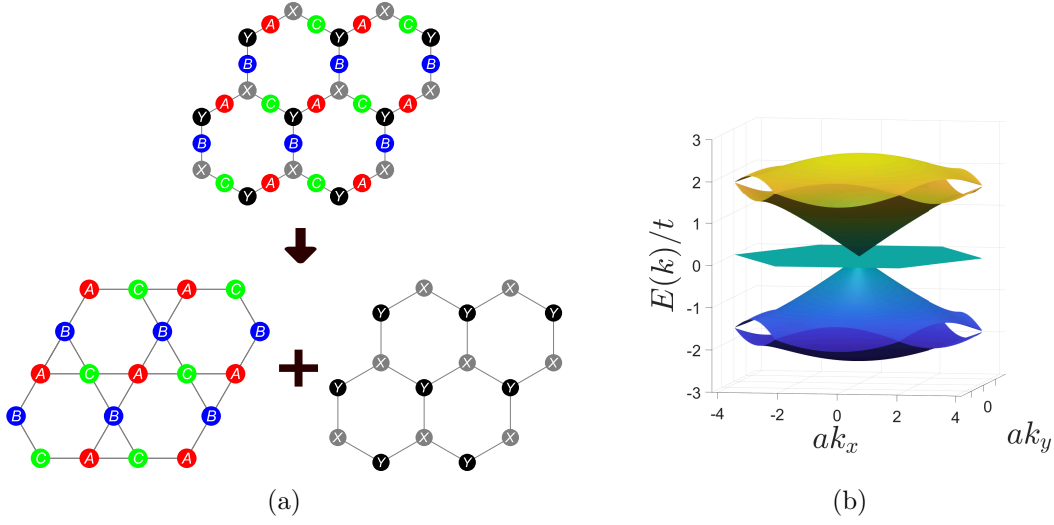 X X
A C A C
Y Y Y
B B B
X X X
A C A C A
Y Y Y
B B B
X X X
C A C A
Y Y
A C A C
B B B
A C A C A
B B B
C A C A
+
X X
Y Y Y
X X X
Y Y Y
X X X
Y Y
(a)
E(k)/t
3
2
1
0
-1
-2
-3
-4 -2 0 2 4
ak_x
0
ak_y
(b)